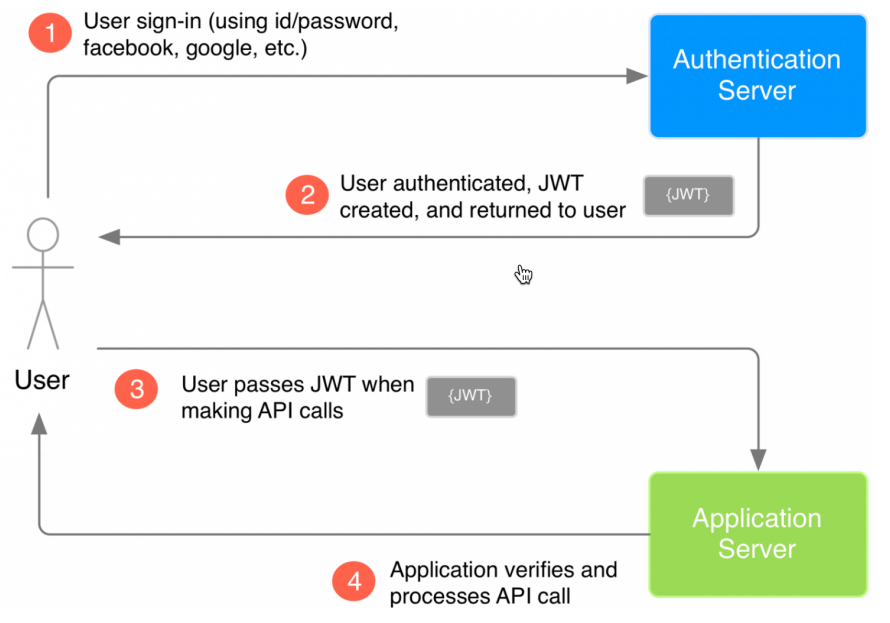 1
User sign-in (using id/password,
facebook, google, etc.)
Authentication
Server
2
User authenticated, JWT
created, and returned to user
{JWT}
User
3
User passes JWT when
making API calls
{JWT}
Application
Server
4
Application verifies and
processes API call